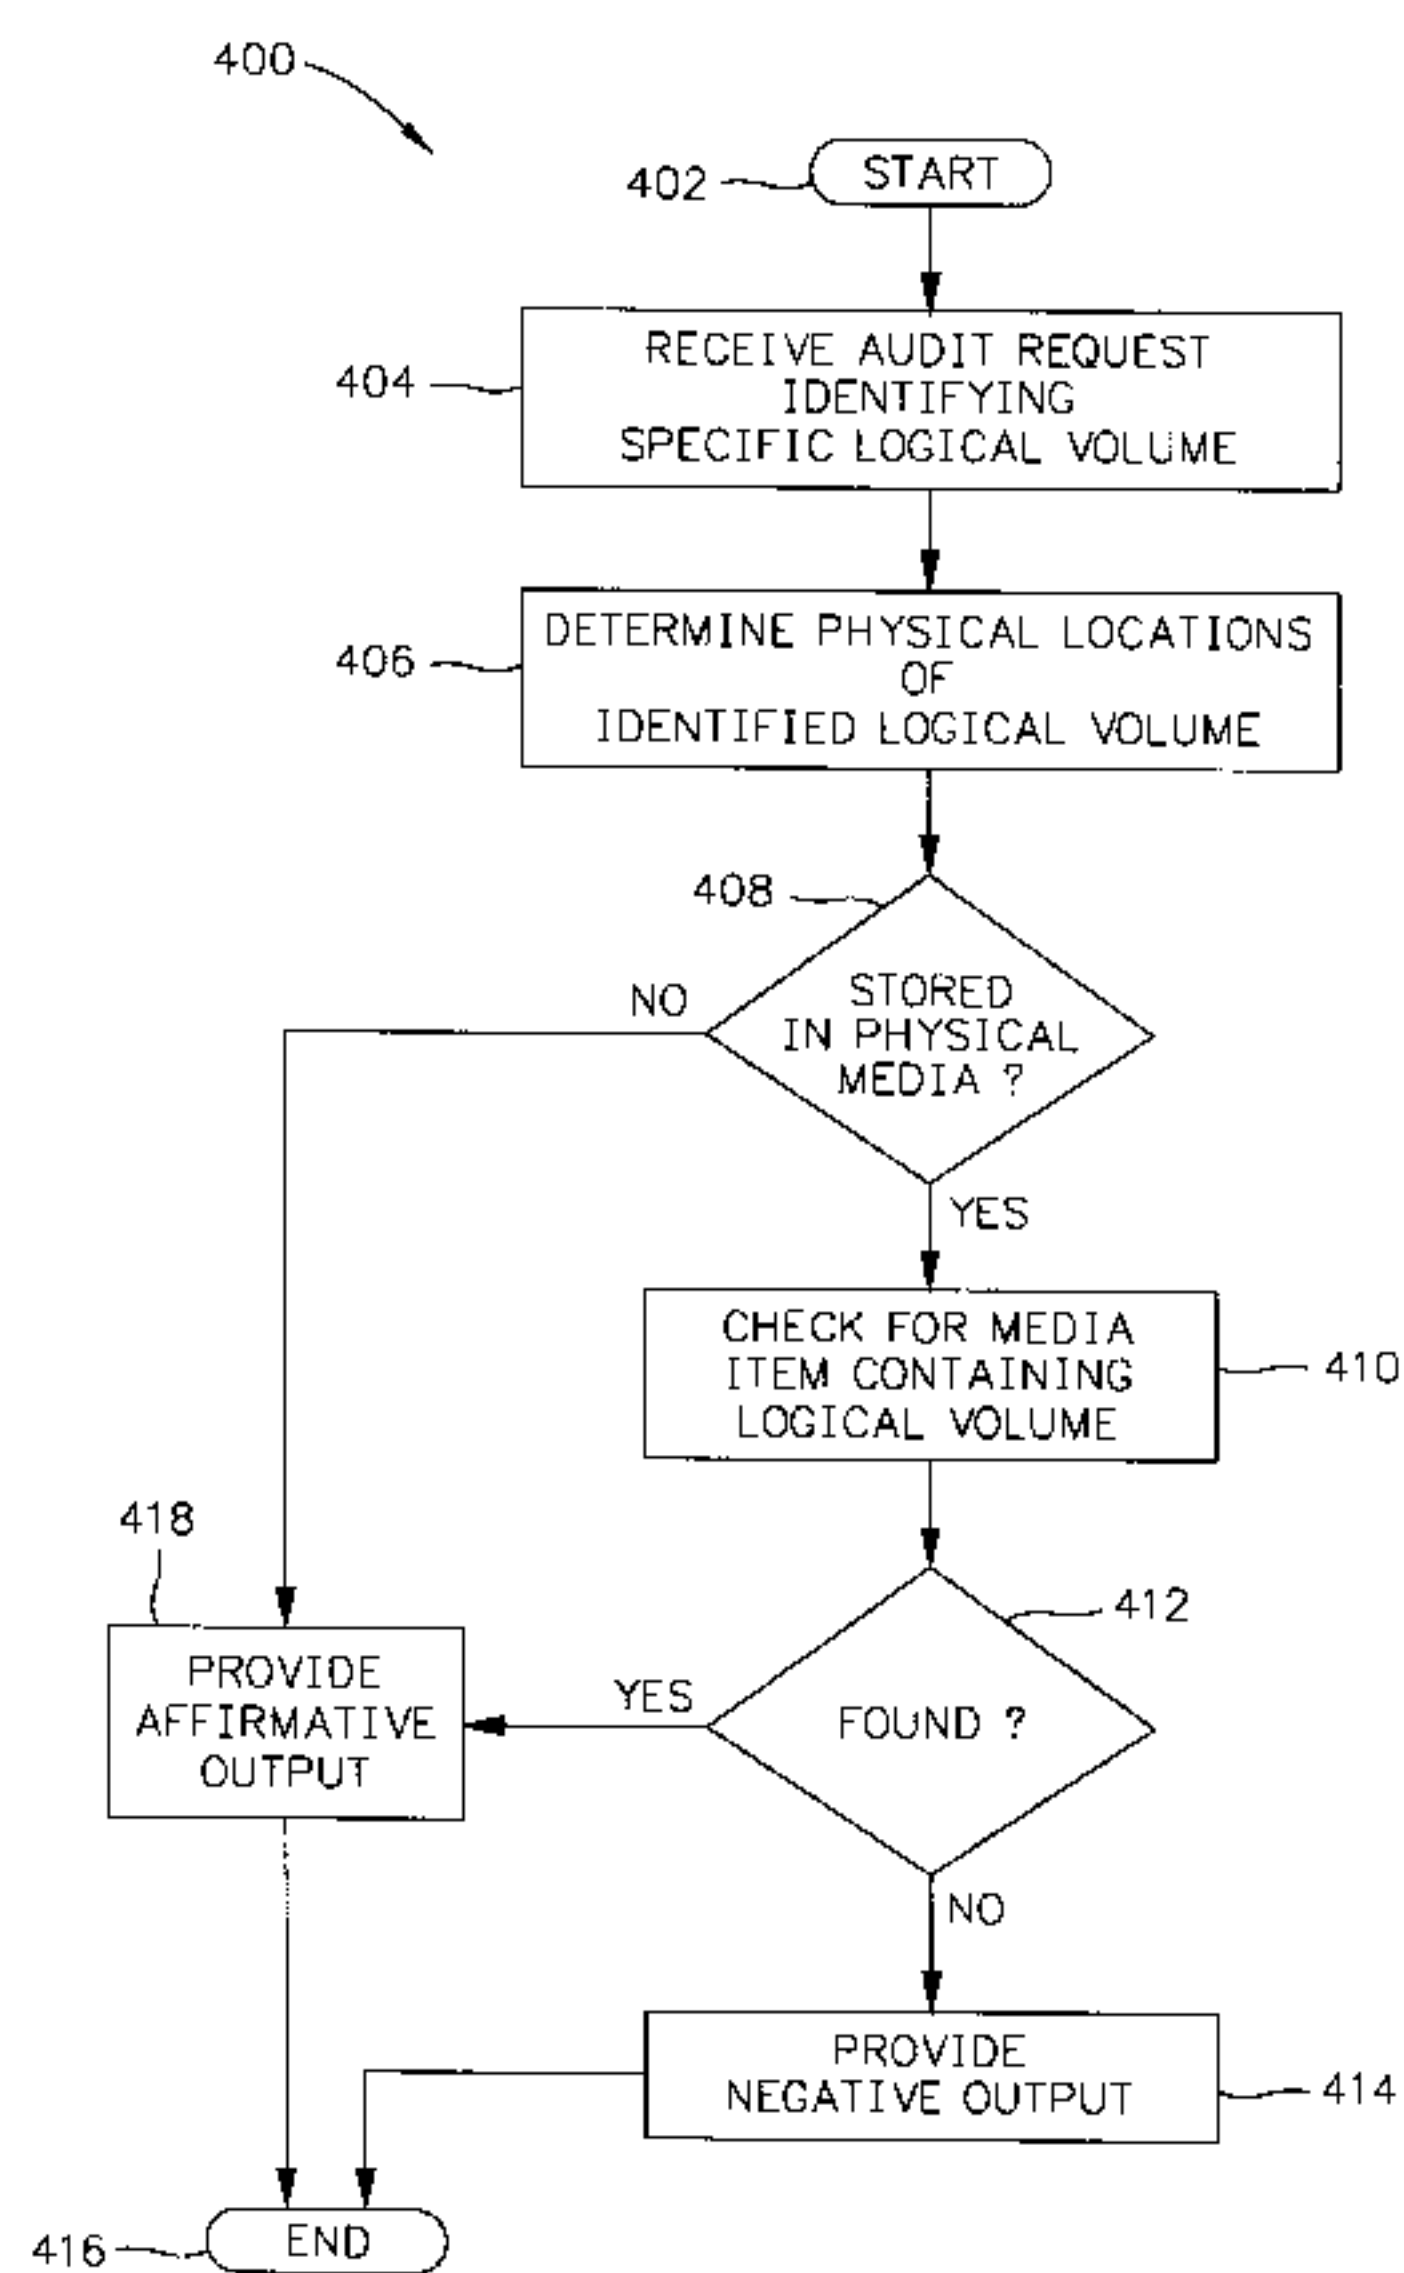 400
402
START
404
RECEIVE AUDIT REQUEST
IDENTIFYING
SPECIFIC LOGICAL VOLUME
406
DETERMINE PHYSICAL LOCATIONS
OF
IDENTIFIED LOGICAL VOLUME
408
STORED
IN PHYSICAL
MEDIA ?
NO
YES
CHECK FOR MEDIA
ITEM CONTAINING
LOGICAL VOLUME
410
418
PROVIDE
AFFIRMATIVE
OUTPUT
412
YES
FOUND ?
NO
PROVIDE
NEGATIVE OUTPUT
414
416
END